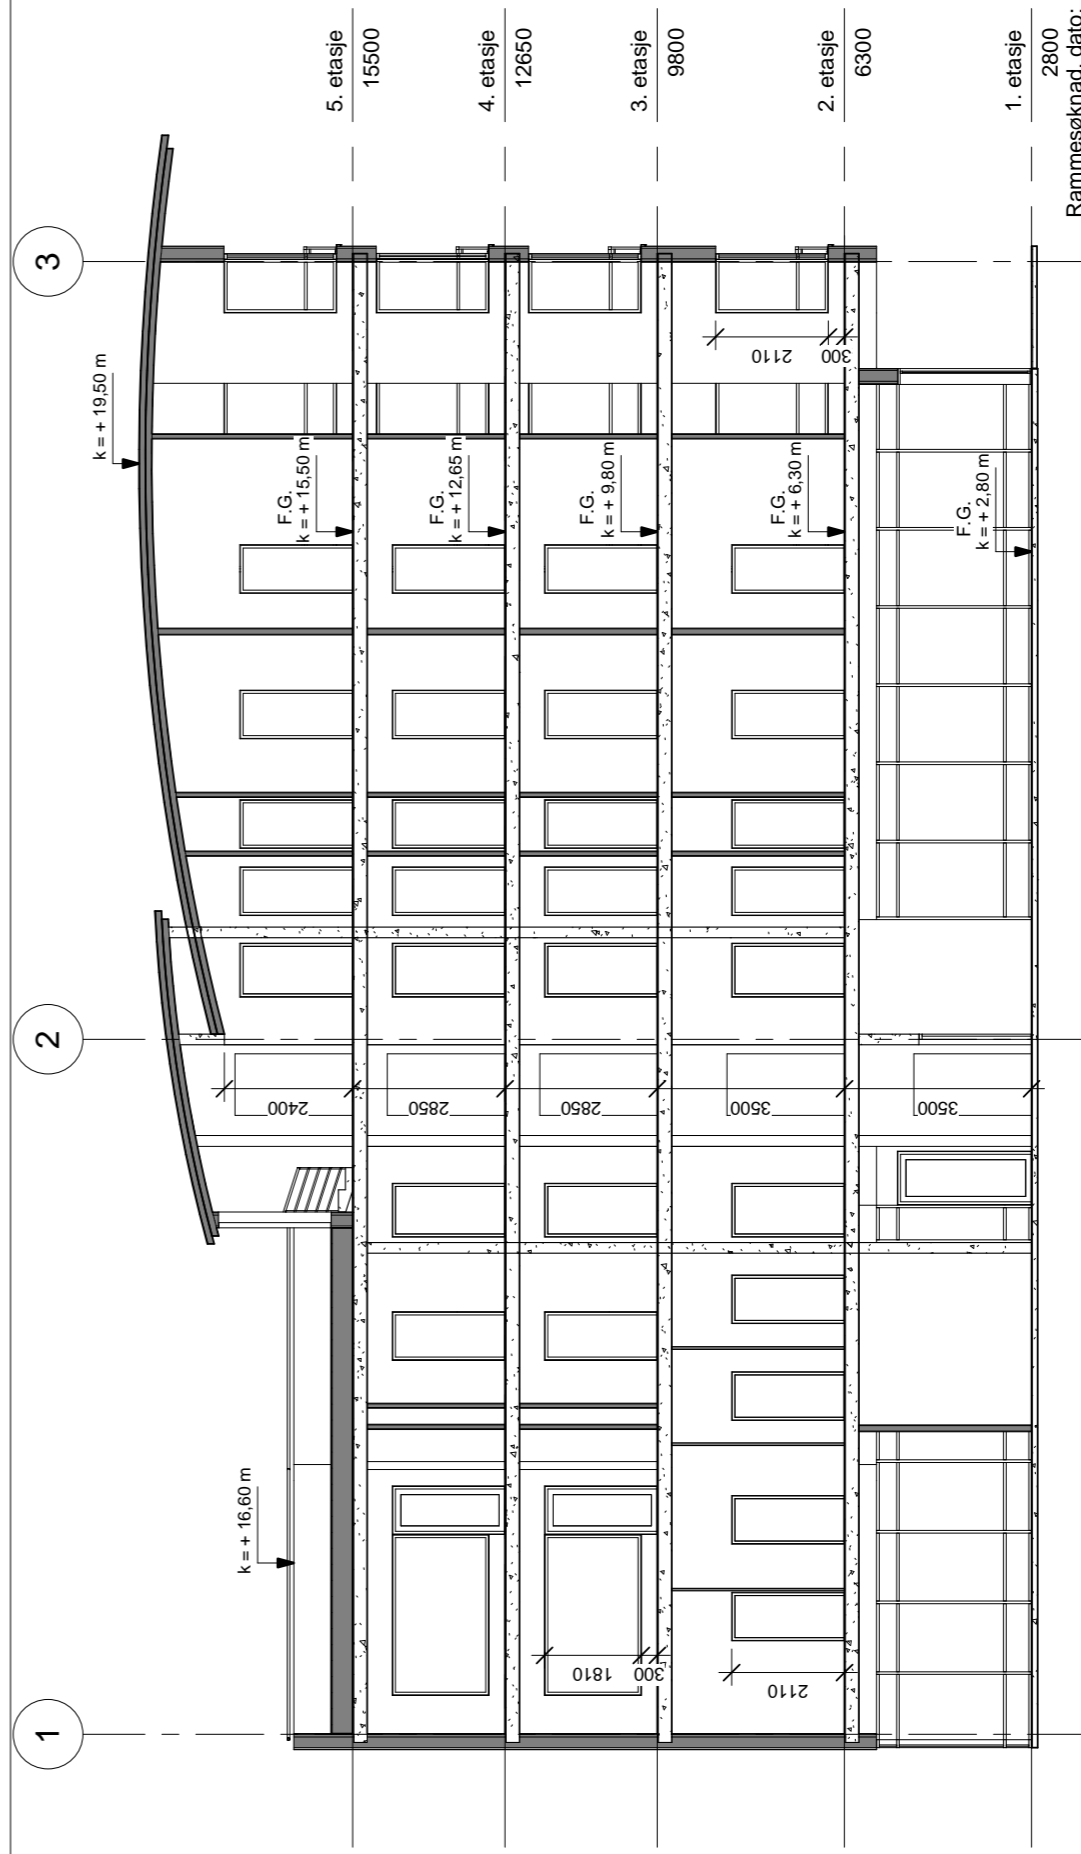 3
2
1
k = + 19,50 m
k = + 16,60 m
5. etasje
15500
4. etasje
12650
3. etasje
9800
2. etasje
6300
1. etasje
2800
F.G.
k = + 15,50 m
F.G.
k = + 12,65 m
F.G.
k = + 9,80 m
F.G.
k = + 6,30 m
F.G.
k = + 2,80 m
2110
300
2400
2850
2850
3500
3500
1810
300
2110
Rammesøknad, dato: